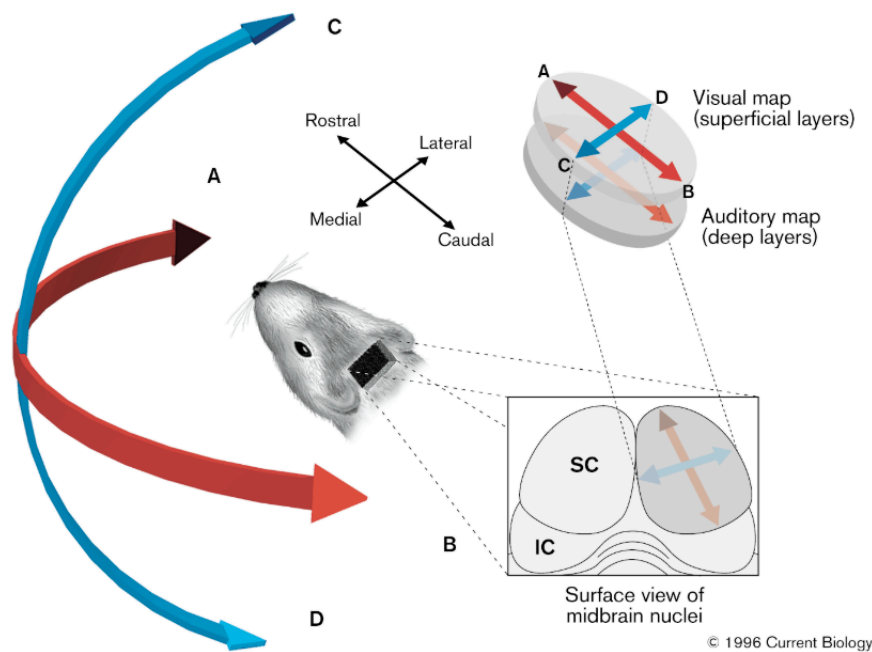 C
A
Rostral
Lateral
Medial
Caudal
A
D
C
B
Visual map
(superficial layers)
Auditory map
(deep layers)
SC
IC
B
D
Surface view of
midbrain nuclei
© 1996 Current Biology